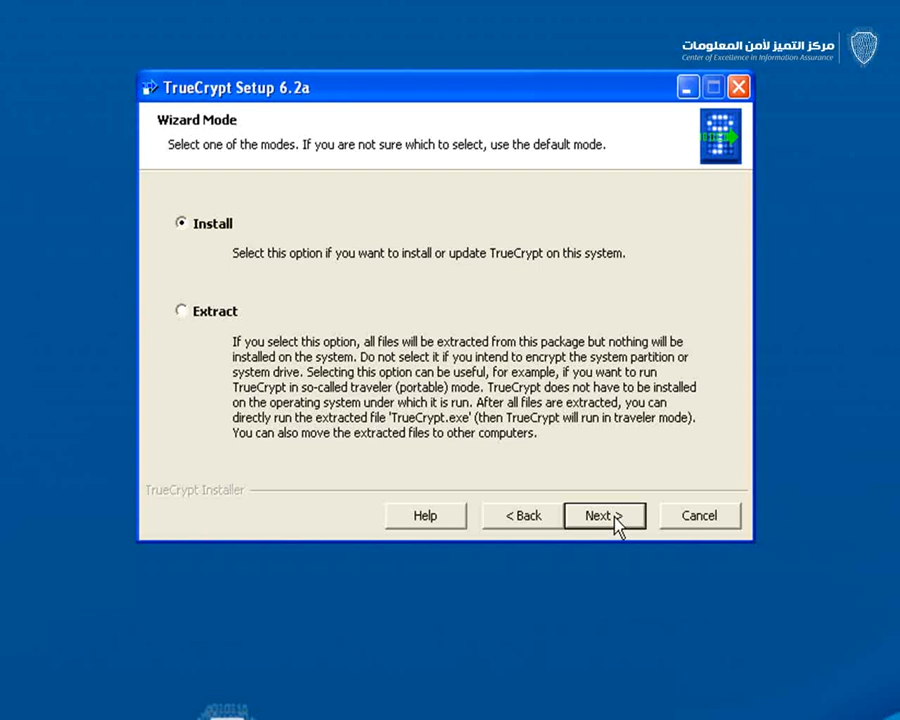 مركز التميز لأمن المعلومات
Center of Excellence in Information Assurance
TrueCrypt Setup 6.2a
Wizard Mode
Select one of the modes. If you are not sure which to select, use the default mode.
Install
Select this option if you want to install or update TrueCrypt on this system.
Extract
If you select this option, all files will be extracted from this package but nothing will be
installed on the system. Do not select it if you intend to encrypt the system partition or
system drive. Selecting this option can be useful, for example, if you want to run
TrueCrypt in so-called traveler (portable) mode. TrueCrypt does not have to be installed
on the operating system under which it is run. After all files are extracted, you can
directly run the extracted file 'TrueCrypt.exe' (then TrueCrypt will run in traveler mode).
You can also move the extracted files to other computers.
TrueCrypt Installer
Help
< Back
Next >
Cancel